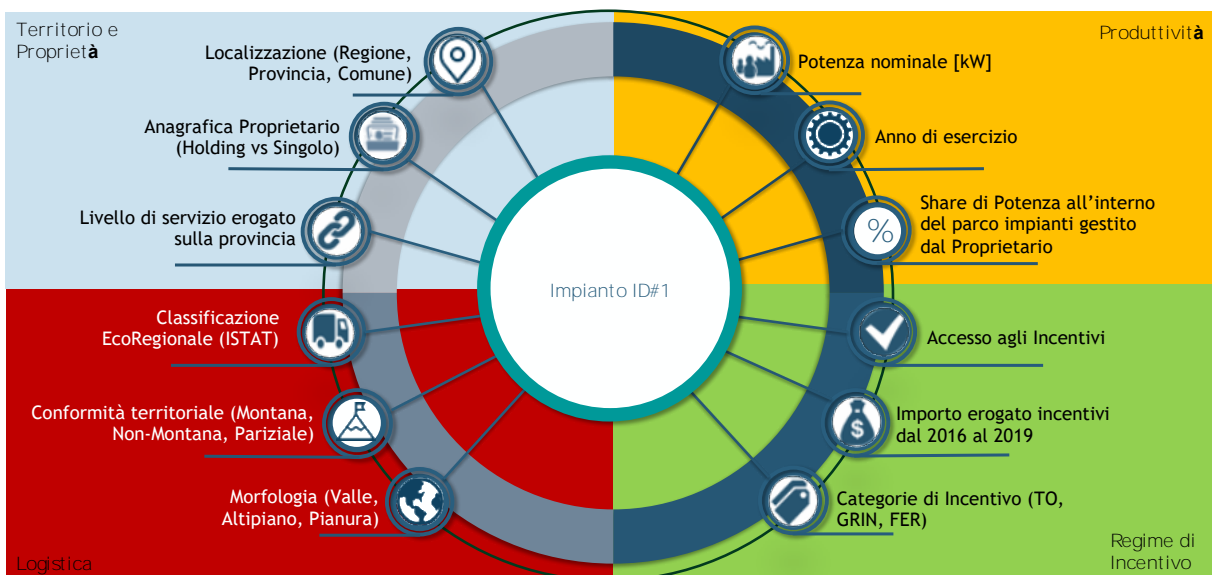 Territorio e
Proprietà
Localizzazione (Regione,
Provincia, Comune)
Anagrafica Proprietario
(Holding vs Singolo)
Livello di servizio erogato
sulla provincia
Produttività
Potenza nominale [kW]
Anno di esercizio
Share di Potenza all’interno
del parco impianti gestito
dal Proprietario
%
Impianto ID#1
Classificazione
EcoRegionale (ISTAT)
Conformità territoriale (Montana,
Non-Montana, Pariziale)
Morfologia (Valle,
Altipiano, Pianura)
Logistica
Accesso agli Incentivi
Importo erogato incentivi
dal 2016 al 2019
$
Categorie di Incentivo (TO,
GRIN, FER)
Regime di
Incentivo